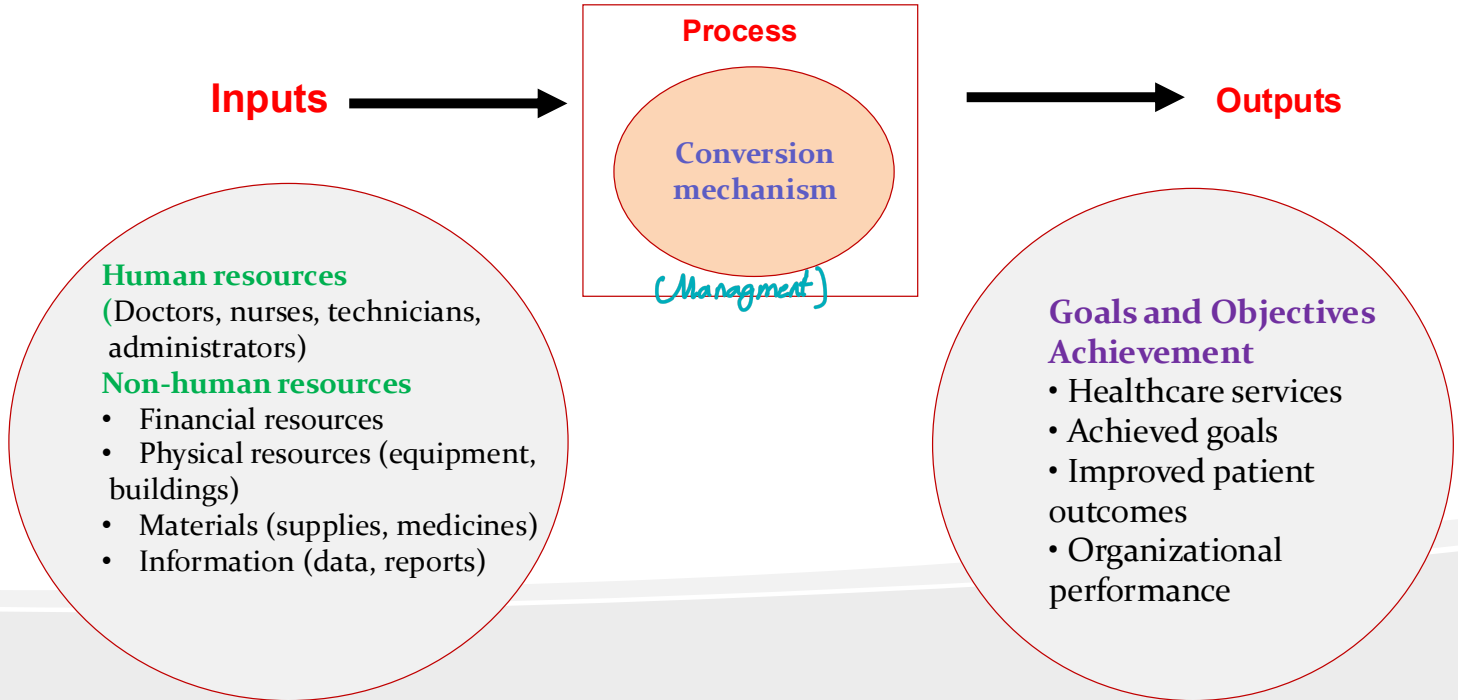 Process
Inputs
Outputs
Conversion
mechanism
(Managment)
Human resources
(Doctors, nurses, technicians,
administrators)
Non-human resources
• Financial resources
• Physical resources (equipment,
buildings)
• Materials (supplies, medicines)
• Information (data, reports)
Goals and Objectives
Achievement
• Healthcare services
• Achieved goals
• Improved patient
outcomes
• Organizational
performance